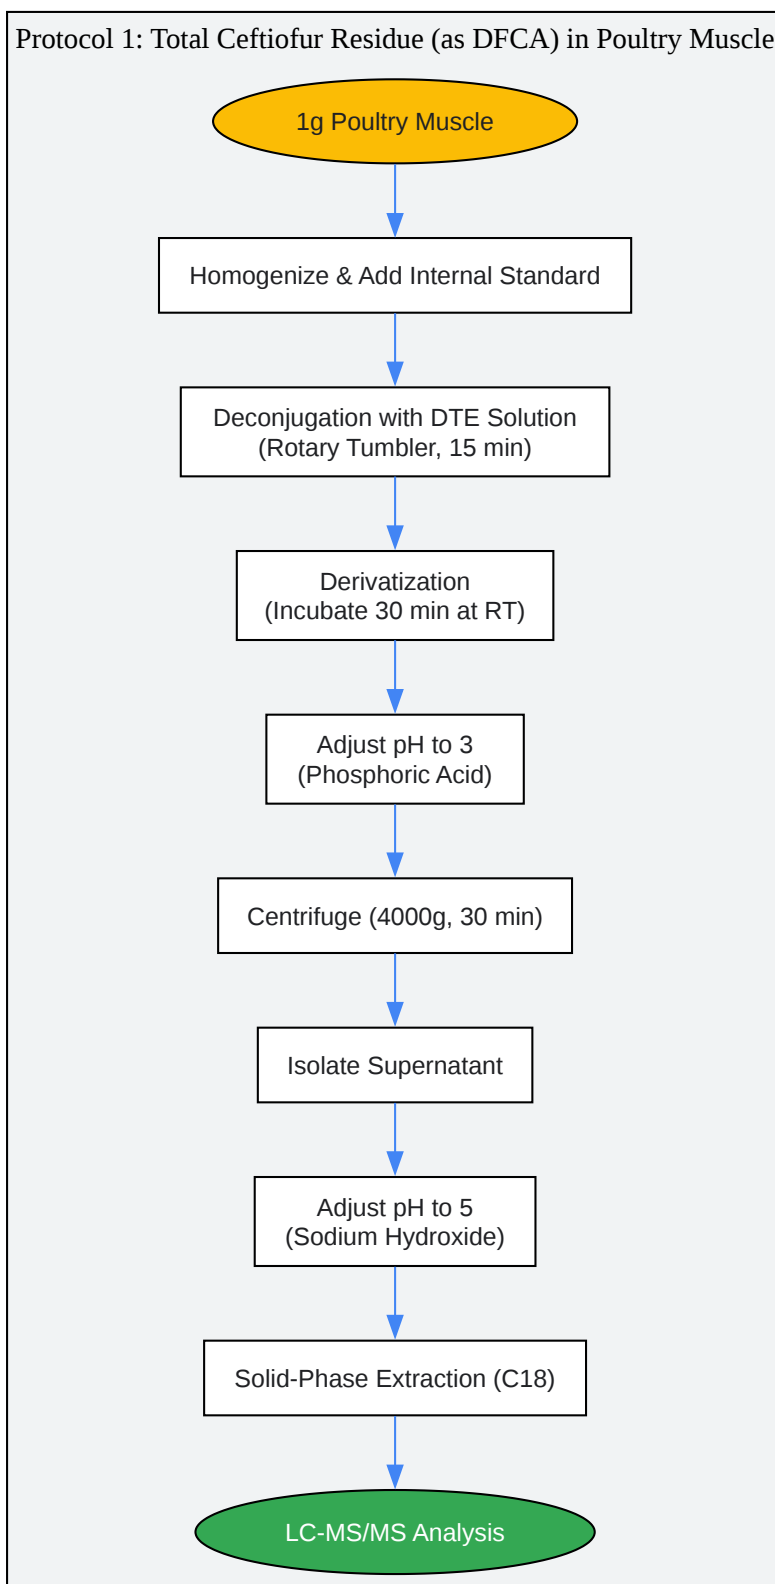 Protocol 1: Total Ceftiofur Residue (as DFCA) in Poultry Muscle
1g Poultry Muscle
Homogenize & Add Internal Standard
Deconjugation with DTE Solution
(Rotary Tumbler, 15 min)
Derivatization
(Incubate 30 min at RT)
Adjust pH to 3
(Phosphoric Acid)
Centrifuge (4000g, 30 min)
Isolate Supernatant
Adjust pH to 5
(Sodium Hydroxide)
Solid-Phase Extraction (C18)
LC-MS/MS Analysis